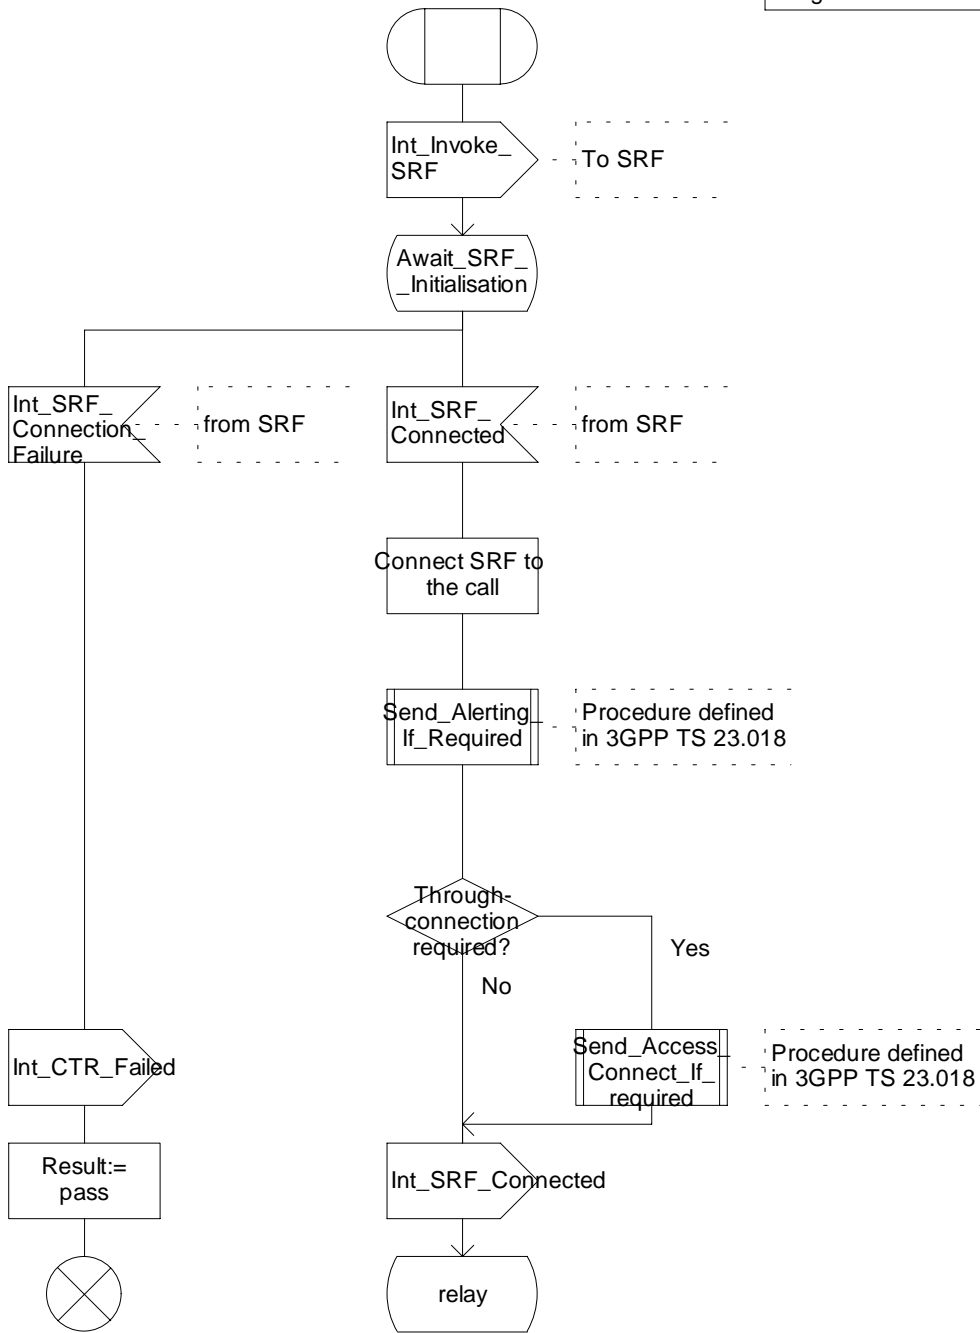 Int_Invoke_
SRF
To SRF
Await_SRF_
_Initialisation
Int_SRF_
Connection_
Failure
from SRF
Int_SRF_
Connected
from SRF
Connect SRF to
the call
Send_Alerting_
If_Required
Procedure defined
in 3GPP TS 23.018
Through-
connection
required?
Yes
No
Int_CTR_Failed
Send_Access_
Connect_If_
required
Procedure defined
in 3GPP TS 23.018
Result:=
pass
Int_SRF_Connected
relay